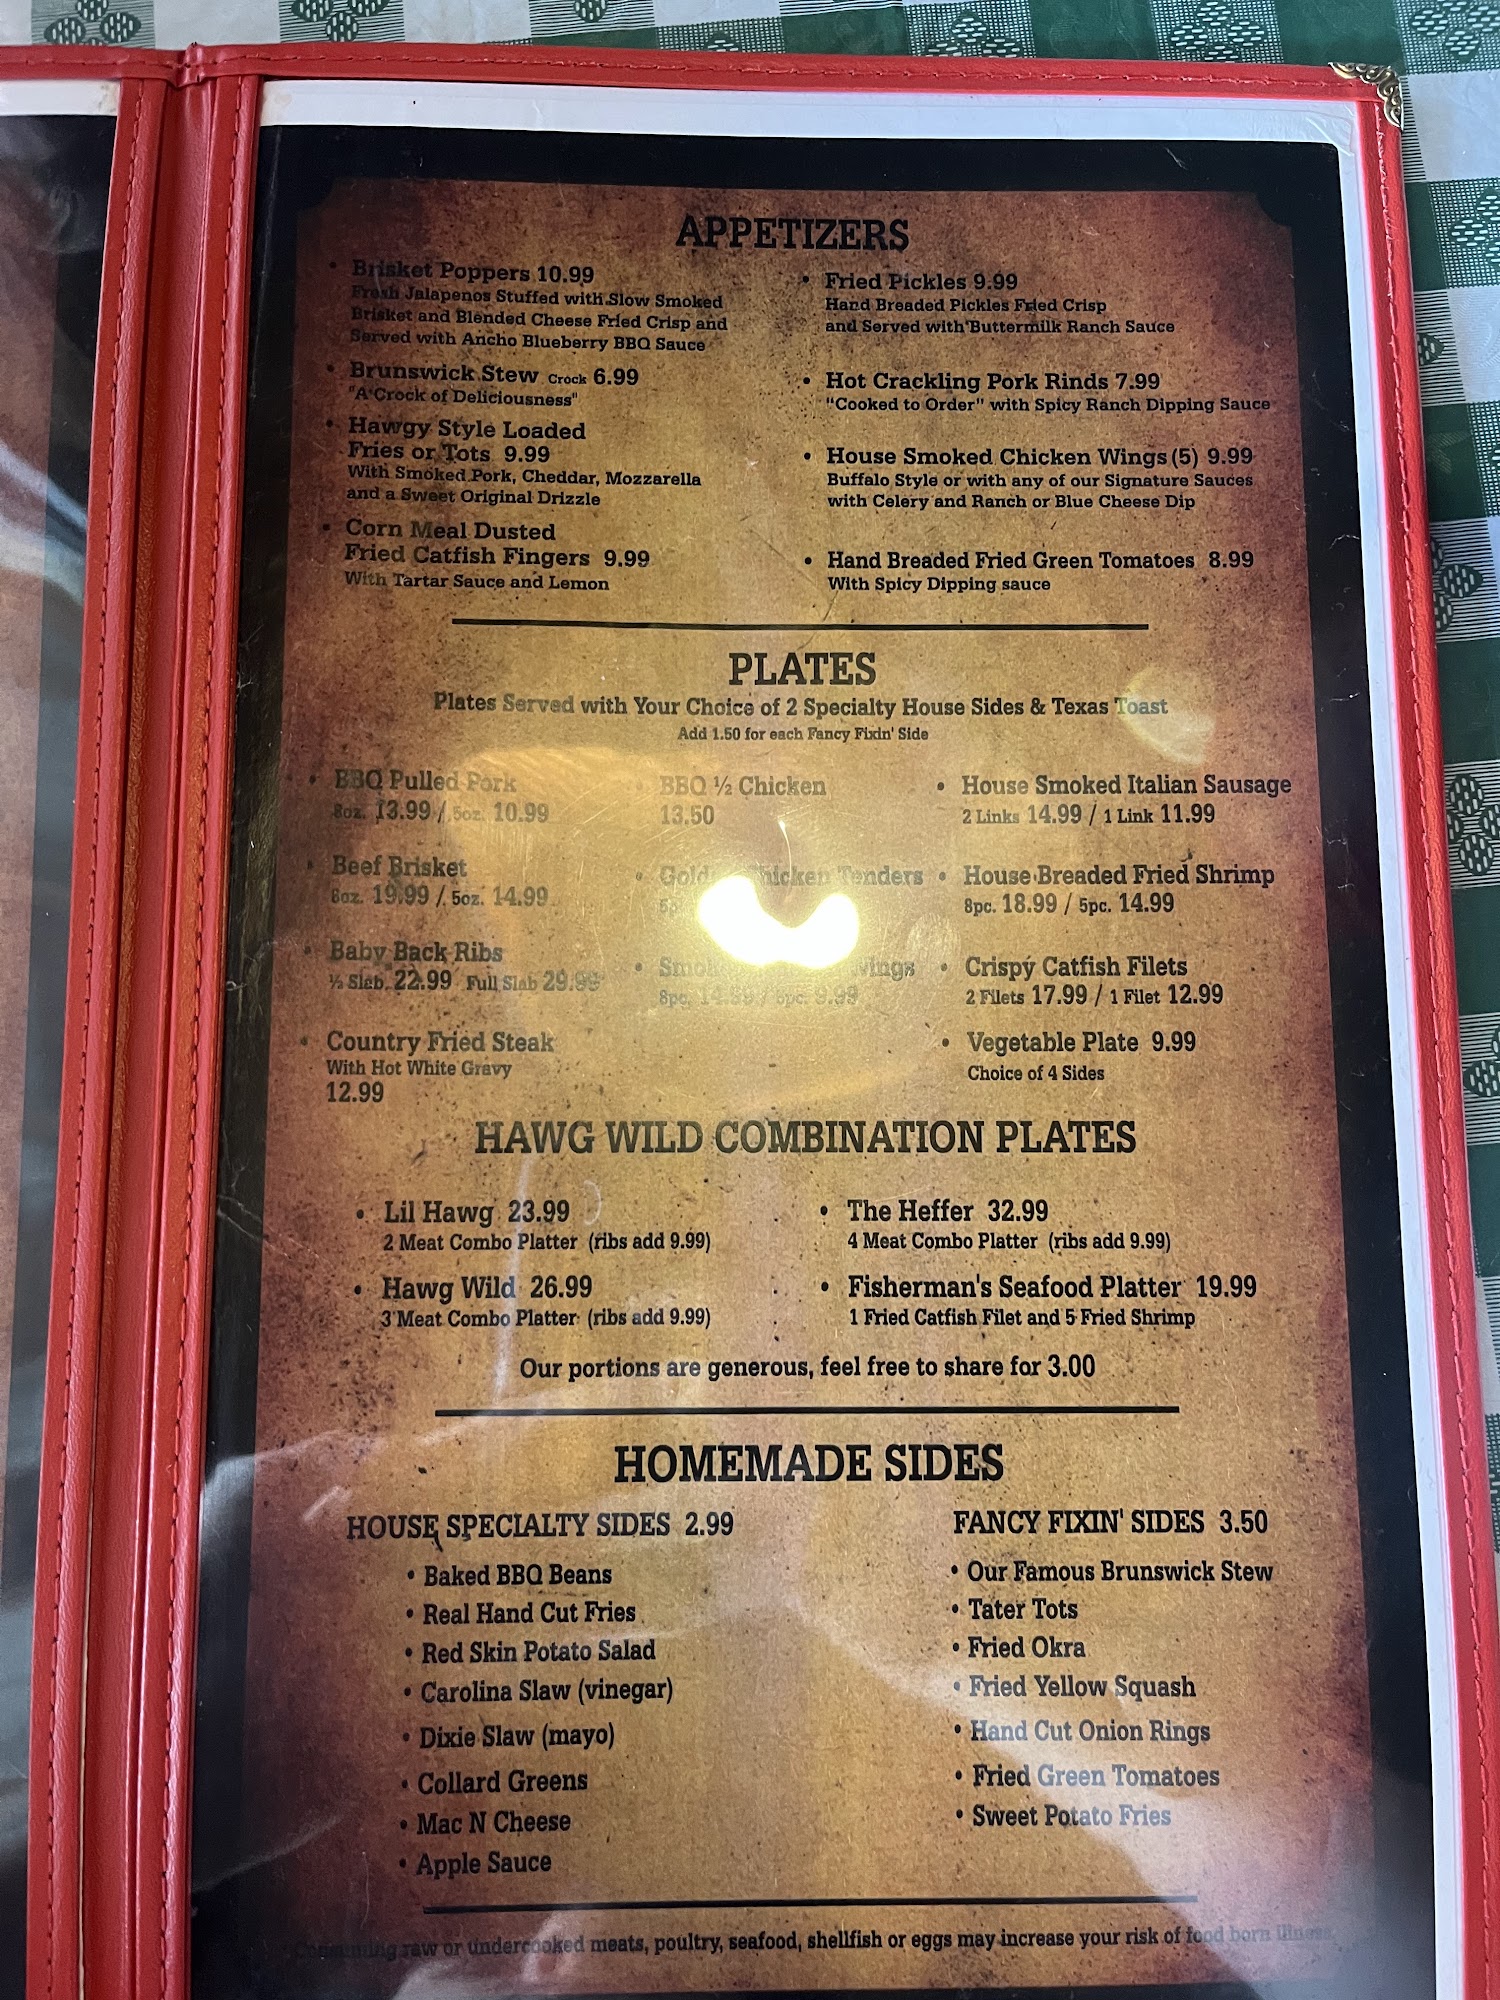 APPETIZERS
• Brisket Poppers 10.99
Fresh Jalapenos Stuffed with Slow Smoked
Brisket and Blended Cheese Fried Crisp and
Served with Ancho Blueberry BBQ Sauce
• Brunswick Stew Crock 6.99
"A Crock of Deliciousness"
• Hawgy Style Loaded
Fries or Tots 9.99
With Smoked Pork, Cheddar, Mozzarella
and a Sweet Original Drizzle
• Corn Meal Dusted
Fried Catfish Fingers 9.99
With Tartar Sauce and Lemon
• Fried Pickles 9.99
Hand Breaded Pickles Fried Crisp
and Served with Buttermilk Ranch Sauce
• Hot Crackling Pork Rinds 7.99
"Cooked to Order" with Spicy Ranch Dipping Sauce
• House Smoked Chicken Wings (5) 9.99
Buffalo Style or with any of our Signature Sauces
with Celery and Ranch or Blue Cheese Dip
• Hand Breaded Fried Green Tomatoes 8.99
With Spicy Dipping sauce
PLATES
Plates Served with Your Choice of 2 Specialty House Sides & Texas Toast
Add 1.50 for each Fancy Fixin' Side
• BBQ Pulled Pork
8oz. 13.99 / 5oz. 10.99
• Beef Brisket
8oz. 19.99 / 5oz. 14.99
• Baby Back Ribs
½ Slab 22.99 Full Slab 29.99
• Country Fried Steak
With Hot White Gravy
12.99
• BBQ ½ Chicken
13.50
• Chicken Tenders
• Wings
8pc. 9.99
• House Smoked Italian Sausage
2 Links 14.99 / 1 Link 11.99
• House Breaded Fried Shrimp
8pc. 18.99 / 5pc. 14.99
• Crispy Catfish Filets
2 Filets 17.99 / 1 Filet 12.99
• Vegetable Plate 9.99
Choice of 4 Sides
HAWG WILD COMBINATION PLATES
• Lil Hawg 23.99
2 Meat Combo Platter (ribs add 9.99)
• Hawg Wild 26.99
3 Meat Combo Platter (ribs add 9.99)
• The Heffer 32.99
4 Meat Combo Platter (ribs add 9.99)
• Fisherman's Seafood Platter 19.99
1 Fried Catfish Filet and 5 Fried Shrimp
Our portions are generous, feel free to share for 3.00
HOMEMADE SIDES
HOUSE SPECIALTY SIDES 2.99
• Baked BBQ Beans
• Real Hand Cut Fries
• Red Skin Potato Salad
• Carolina Slaw (vinegar)
• Dixie Slaw (mayo)
• Collard Greens
• Mac N Cheese
• Apple Sauce
FANCY FIXIN' SIDES 3.50
• Our Famous Brunswick Stew
• Tater Tots
• Fried Okra
• Fried Yellow Squash
• Hand Cut Onion Rings
• Fried Green Tomatoes
• Sweet Potato Fries
Consuming raw or undercooked meats, poultry, seafood, shellfish or eggs may increase your risk of food born illness